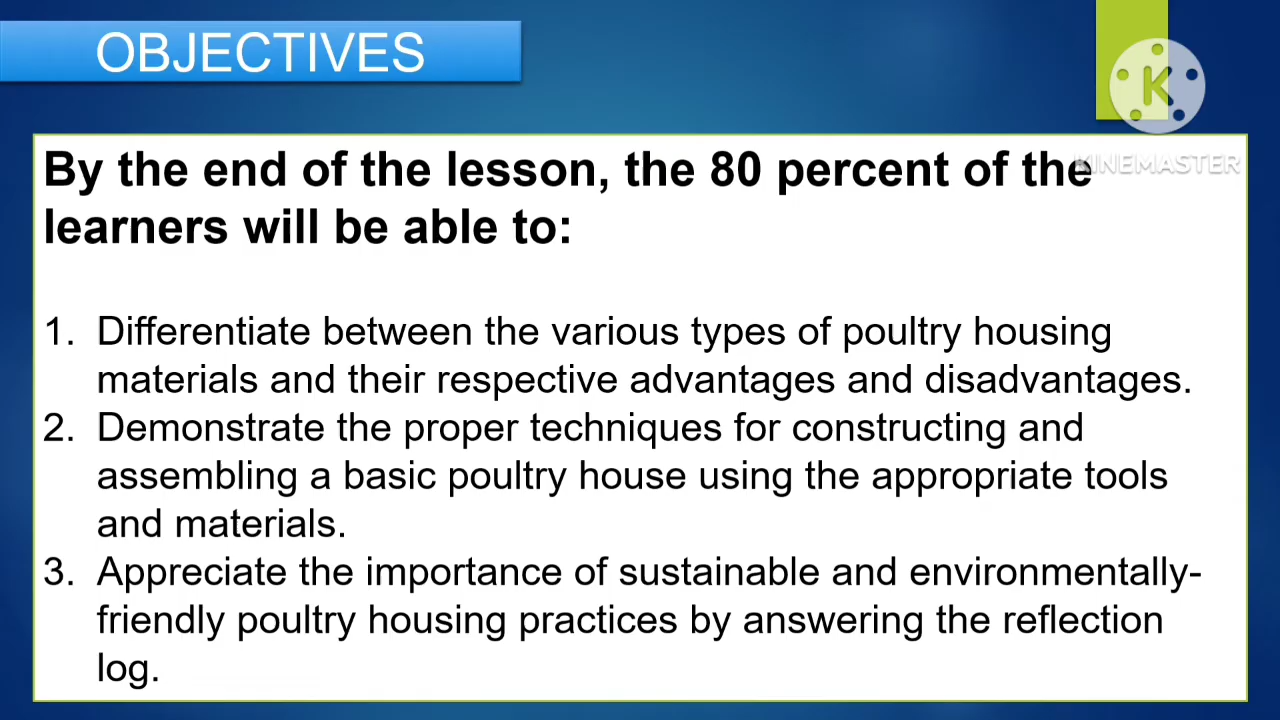 OBJECTIVES
K
KINEMASTER
By the end of the lesson, the 80 percent of the
learners will be able to:
1. Differentiate between the various types of poultry housing
materials and their respective advantages and disadvantages.
2. Demonstrate the proper techniques for constructing and
assembling a basic poultry house using the appropriate tools
and materials.
3. Appreciate the importance of sustainable and environmentally-
friendly poultry housing practices by answering the reflection
log.